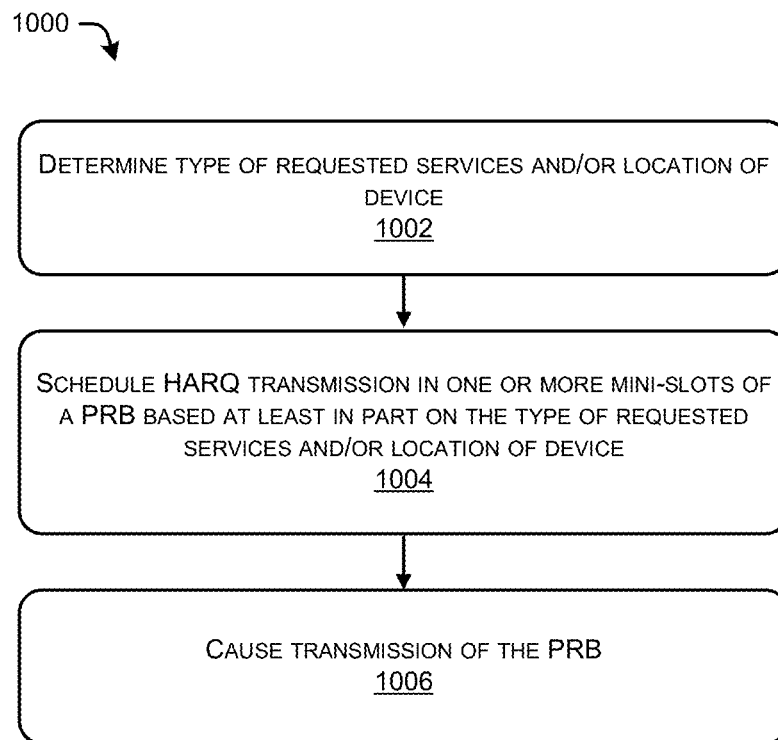 1000
DETERMINE TYPE OF REQUESTED SERVICES AND/OR LOCATION OF
DEVICE
1002
SCHEDULE HARQ TRANSMISSION IN ONE OR MORE MINI-SLOTS OF
A PRB BASED AT LEAST IN PART ON THE TYPE OF REQUESTED
SERVICES AND/OR LOCATION OF DEVICE
1004
CAUSE TRANSMISSION OF THE PRB
1006